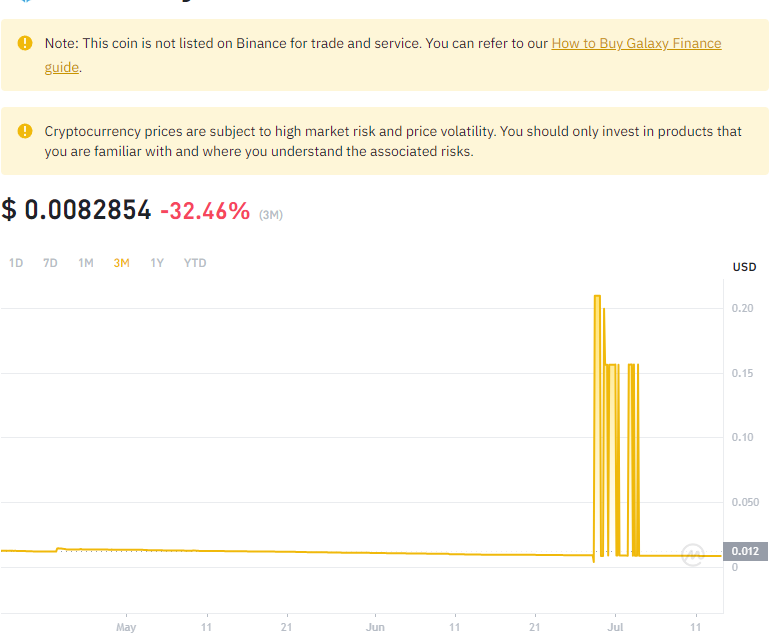 Note: This coin is not listed on Binance for trade and service. You can refer to our How to Buy Galaxy Finance
guide.
Cryptocurrency prices are subject to high market risk and price volatility. You should only invest in products that
you are familiar with and where you understand the associated risks.
$ 0.0082854 -32.46% (3M)
1D 7D 1M 3M 1Y YTD
USD
0.20
0.15
0.10
0.050
0.012
0
May 11 21 Jun 11 21 Jul 11